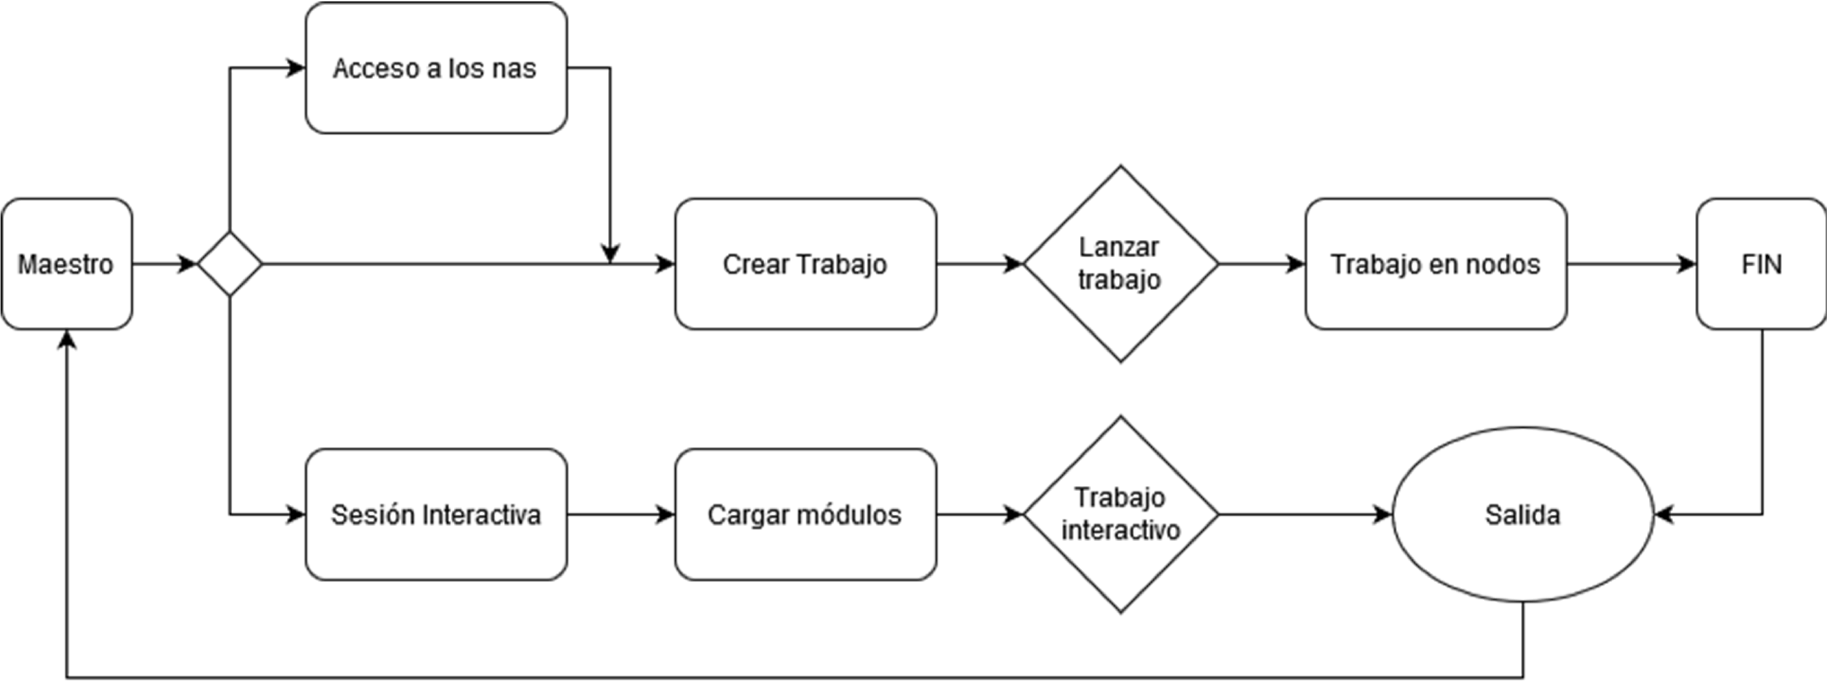 Acceso a los nas
Maestro
Crear Trabajo
Lanzar
trabajo
Trabajo en nodos
FIN
Sesión Interactiva
Cargar módulos
Trabajo
interactivo
Salida